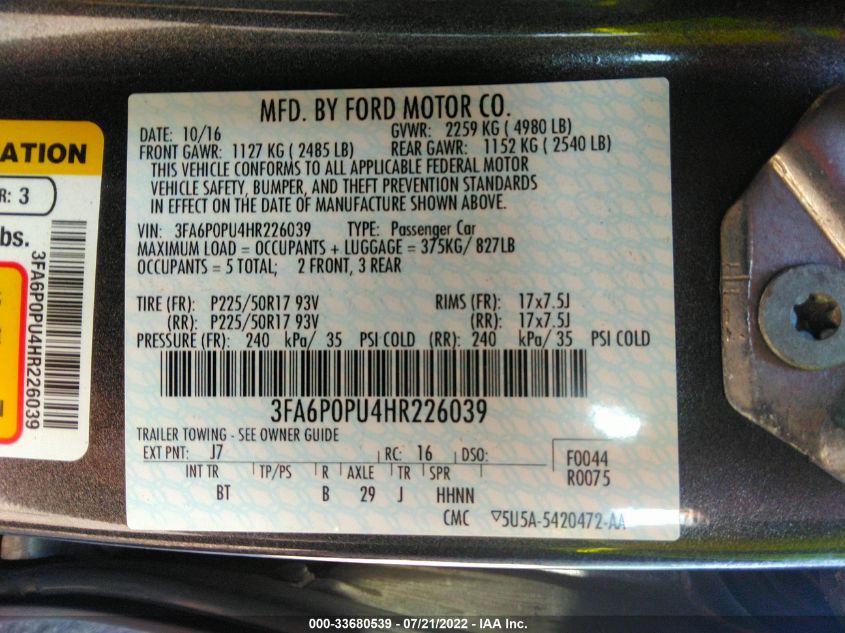 MFD. BY FORD MOTOR CO.
DATE: 10/16 GVWR: 2259 KG ( 4980 LB)
FRONT GAWR: 1127 KG ( 2485 LB) REAR GAWR: 1152 KG ( 2540 LB)
THIS VEHICLE CONFORMS TO ALL APPLICABLE FEDERAL MOTOR
VEHICLE SAFETY, BUMPER, AND THEFT PREVENTION STANDARDS
IN EFFECT ON THE DATE OF MANUFACTURE SHOWN ABOVE.
VIN: 3FA6P0PU4HR226039 TYPE: Passenger Car
MAXIMUM LOAD = OCCUPANTS + LUGGAGE = 375KG/ 827LB
OCCUPANTS = 5 TOTAL; 2 FRONT, 3 REAR
TIRE (FR): P225/50R17 93V RIMS (FR): 17x7.5J
(RR): P225/50R17 93V (RR): 17x7.5J
PRESSURE (FR): 240 kPa/ 35 PSI COLD (RR): 240 kPa/35 PSI COLD
3FA6P0PU4HR226039
TRAILER TOWING - SEE OWNER GUIDE
EXT PNT: J7 RC: 16 DSO: F0044
R0075
INT TR TP/PS R AXLE TR SPR
BT B 29 J HHNN
CMC ▽5U5A-5420472-AA
ATION
R: 3
bs.
3FA6P0PU4HR226039
000-33680539 - 07/21/2022 - IAA Inc.